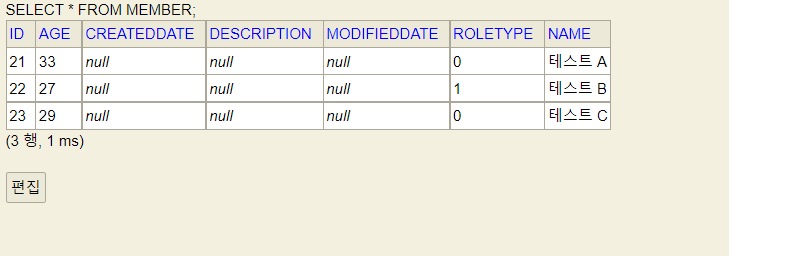 SELECT * FROM MEMBER;
ID AGE CREATEDDATE DESCRIPTION MODIFIEDDATE ROLETYPE NAME
21 33 null null null 0 테스트 A
22 27 null null null 1 테스트 B
23 29 null null null 0 테스트 C
(3 행, 1 ms)
편집